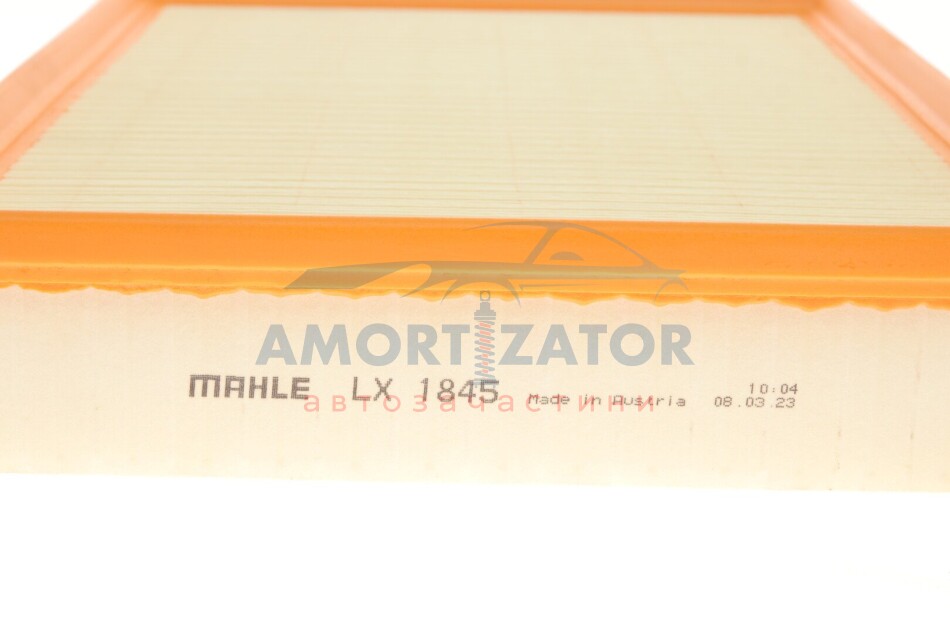 AMORTIZATOR
MAHLE LX 1845 Made in Austria 10:04
08.03.23
автозапчастини